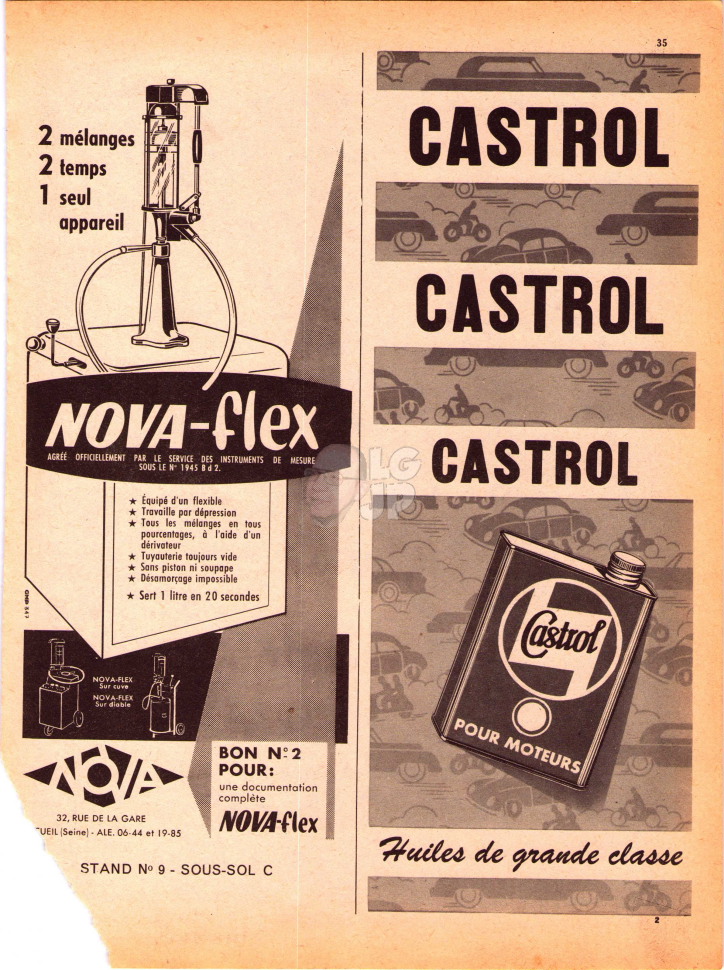 35
2 mélanges
2 temps
1 seul
appareil
NOVA-flex
AGRÉÉ OFFICIELLEMENT PAR LE SERVICE DES INSTRUMENTS DE MESURE
SOUS LE Nº 1945 B d 2.
★ Équipé d'un flexible
★ Travaille par dépression
★ Tous les mélanges en tous
pourcentages, à l'aide d'un
dérivateur
★ Tuyauterie toujours vide
★ Sans piston ni soupape
★ Désamorçage impossible
★ Sert 1 litre en 20 secondes
NOVA-FLEX
Sur cuve
NOVA-FLEX
Sur diable
NOVA
32, RUE DE LA GARE
UEIL (Seine) - ALE. 06-44 et 19-85
BON Nº 2
POUR:
une documentation
complète
NOVA-flex
STAND Nº 9 - SOUS-SOL C
CASTROL
CASTROL
CASTROL
Castrol
POUR MOTEURS
Huiles de grande classe
2
LG
JP